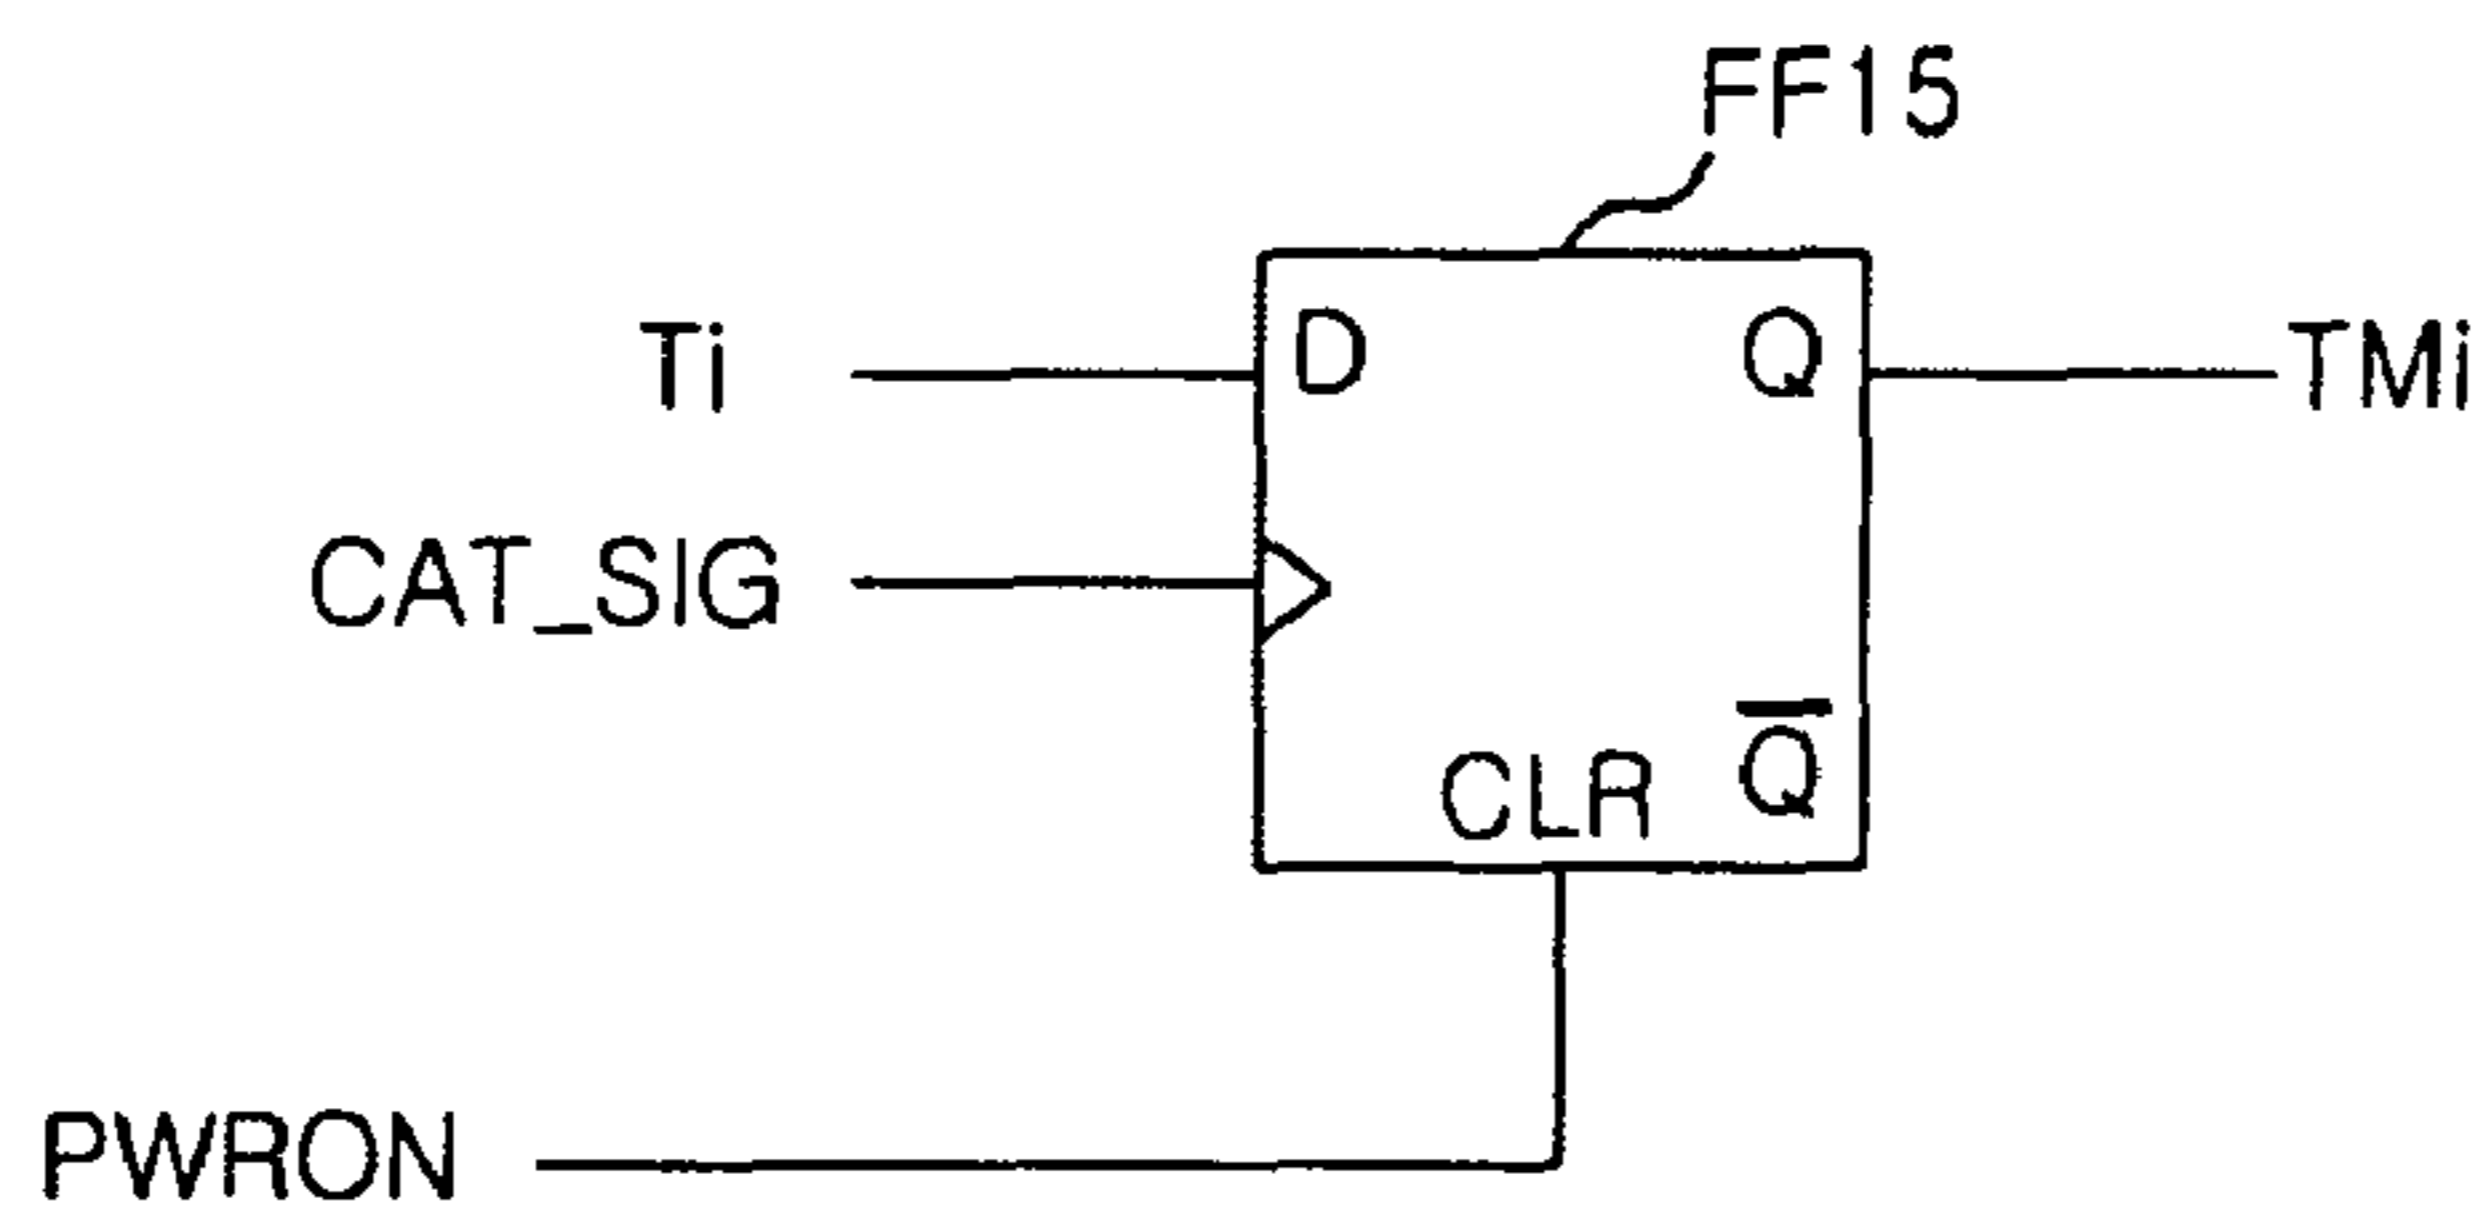 FF15
Ti
D
Q
TMi
CAT_SIG
CLR
Q̅
PWRON